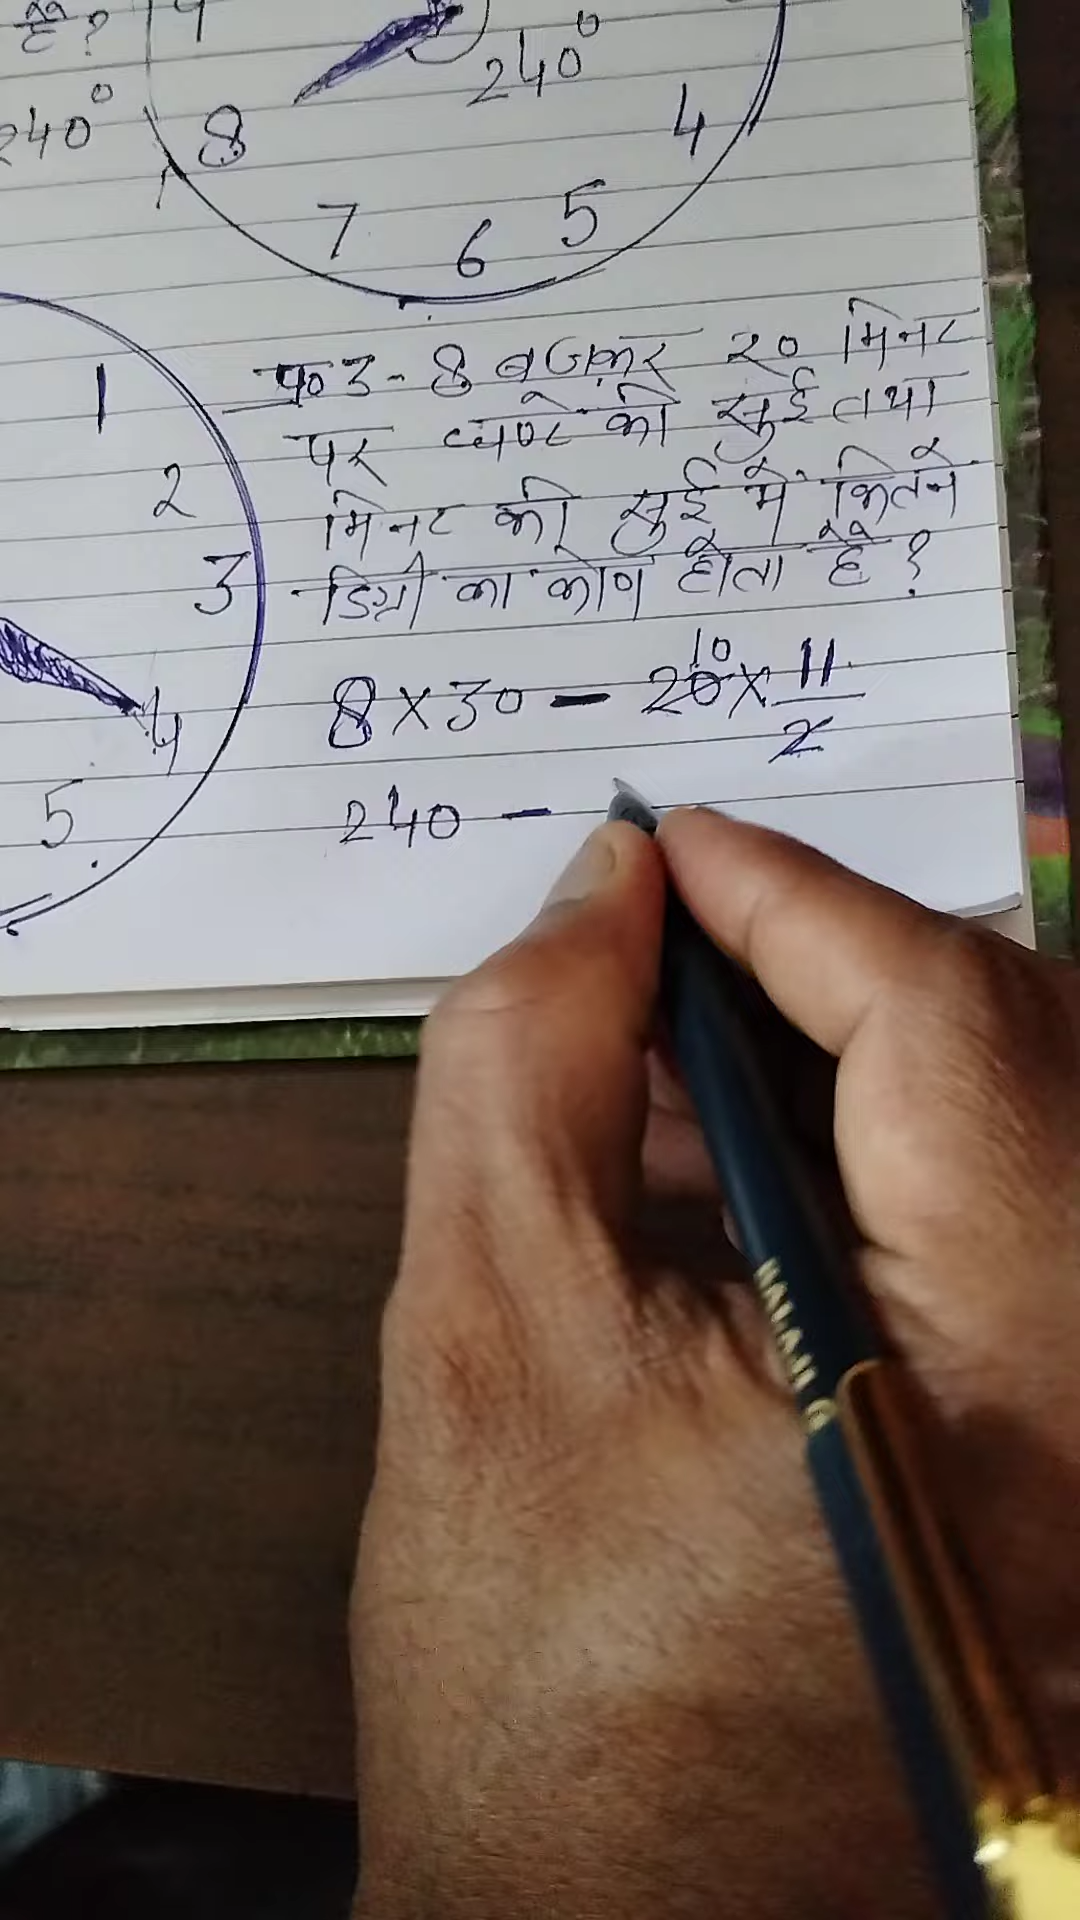 है?
240°
8
240°
4
7
6
5
1
2
3
4
5
प्र० 3- 8 बजकर 20 मिनट
पर घण्टे की सुई तथा
मिनट की सुई में कितने
डिग्री का कोण होता है?
10
8 × 30 - 20 × 11/2
240 -